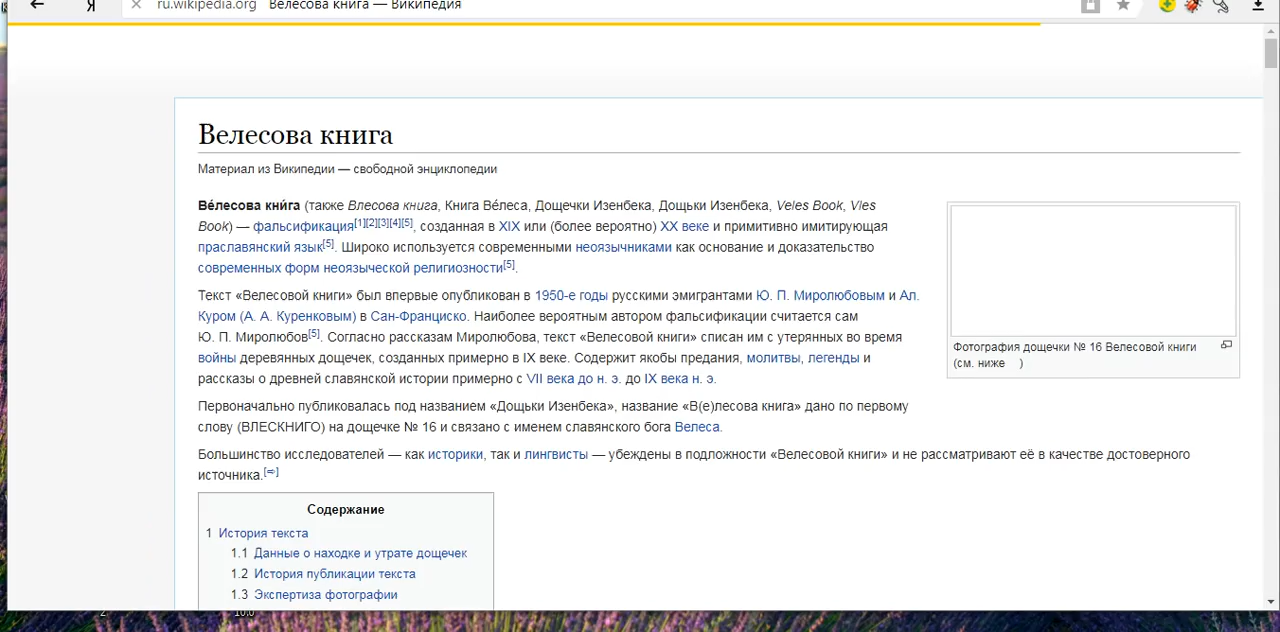 Я ru.wikipedia.org Велесова книга — Википедия
Велесова книга
Материал из Википедии — свободной энциклопедии
Ве́лесова кни́га (также Влесова книга, Книга Ве́леса, Дощечки Изенбека, Дощьки Изенбека, Veles Book, Vles
Book) — фальсификация[1][2][3][4][5], созданная в XIX или (более вероятно) XX веке и примитивно имитирующая
праславянский язык[5]. Широко используется современными неоязычниками как основание и доказательство
современных форм неоязыческой религиозности[5].
Текст «Велесовой книги» был впервые опубликован в 1950-е годы русскими эмигрантами Ю. П. Миролюбовым и Ал.
Куром (А. А. Куренковым) в Сан-Франциско. Наиболее вероятным автором фальсификации считается сам
Ю. П. Миролюбов[5]. Согласно рассказам Миролюбова, текст «Велесовой книги» списан им с утерянных во время
войны деревянных дощечек, созданных примерно в IX веке. Содержит якобы предания, молитвы, легенды и
рассказы о древней славянской истории примерно с VII века до н. э. до IX века н. э.
Первоначально публиковалась под названием «Дощьки Изенбека», название «В(е)лесова книга» дано по первому
слову (ВЛЕСКНИГО) на дощечке № 16 и связано с именем славянского бога Велеса.
Большинство исследователей — как историки, так и лингвисты — убеждены в подложности «Велесовой книги» и не рассматривают её в качестве достоверного
источника.[⇨]
Фотография дощечки № 16 Велесовой книги
(см. ниже )
Содержание
1 История текста
1.1 Данные о находке и утрате дощечек
1.2 История публикации текста
1.3 Экспертиза фотографии